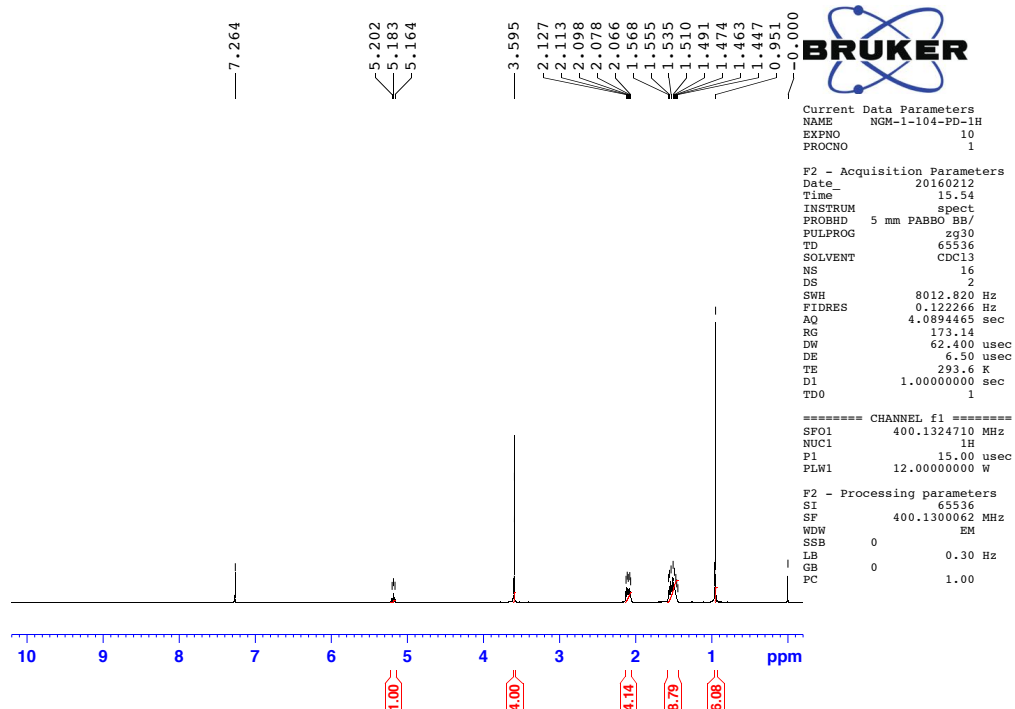 7.264
5.202
5.183
5.164
3.595
2.127
2.113
2.098
2.078
2.066
1.568
1.555
1.535
1.510
1.491
1.474
1.463
1.447
0.951
-0.000
BRUKER
Current Data Parameters
NAME NGM-1-104-PD-1H
EXPNO 10
PROCNO 1
F2 - Acquisition Parameters
Date_ 20160212
Time 15.54
INSTRUM spect
PROBHD 5 mm PABBO BB/
PULPROG zg30
TD 65536
SOLVENT CDCl3
NS 16
DS 2
SWH 8012.820 Hz
FIDRES 0.122266 Hz
AQ 4.0894465 sec
RG 173.14
DW 62.400 usec
DE 6.50 usec
TE 293.6 K
D1 1.00000000 sec
TD0 1
======== CHANNEL f1 ========
SFO1 400.1324710 MHz
NUC1 1H
P1 15.00 usec
PLW1 12.00000000 W
F2 - Processing parameters
SI 65536
SF 400.1300062 MHz
WDW EM
SSB 0
LB 0.30 Hz
GB 0
PC 1.00
10 9 8 7 6 5 4 3 2 1 ppm
1.00
4.00
4.14
8.79
6.08